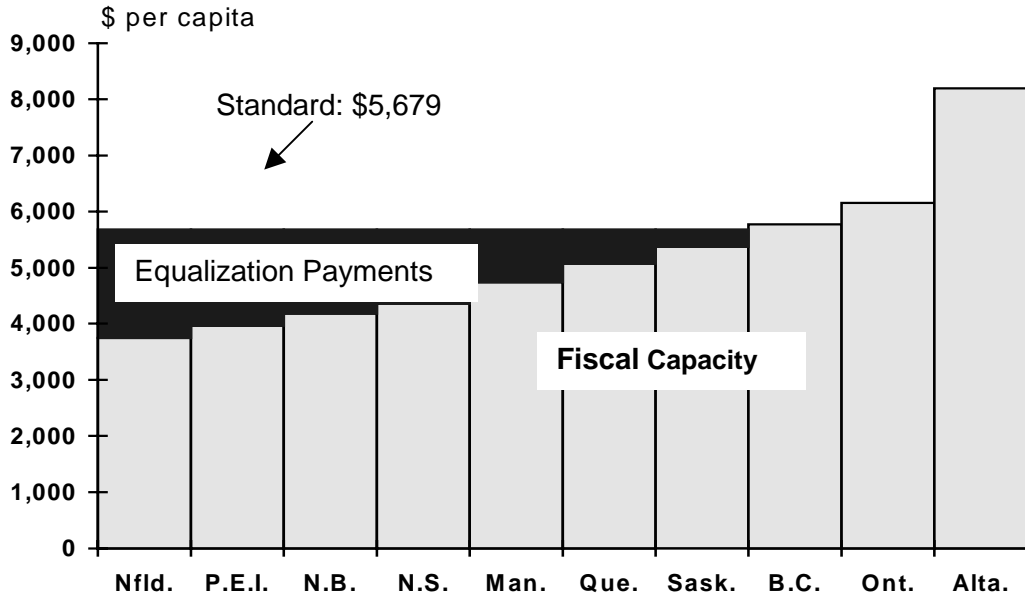 $ per capita
9,000
8,000
7,000
6,000
5,000
4,000
3,000
2,000
1,000
0
Standard: $5,679
Equalization Payments
Fiscal Capacity
Nfld. P.E.I. N.B. N.S. Man. Que. Sask. B.C. Ont. Alta.